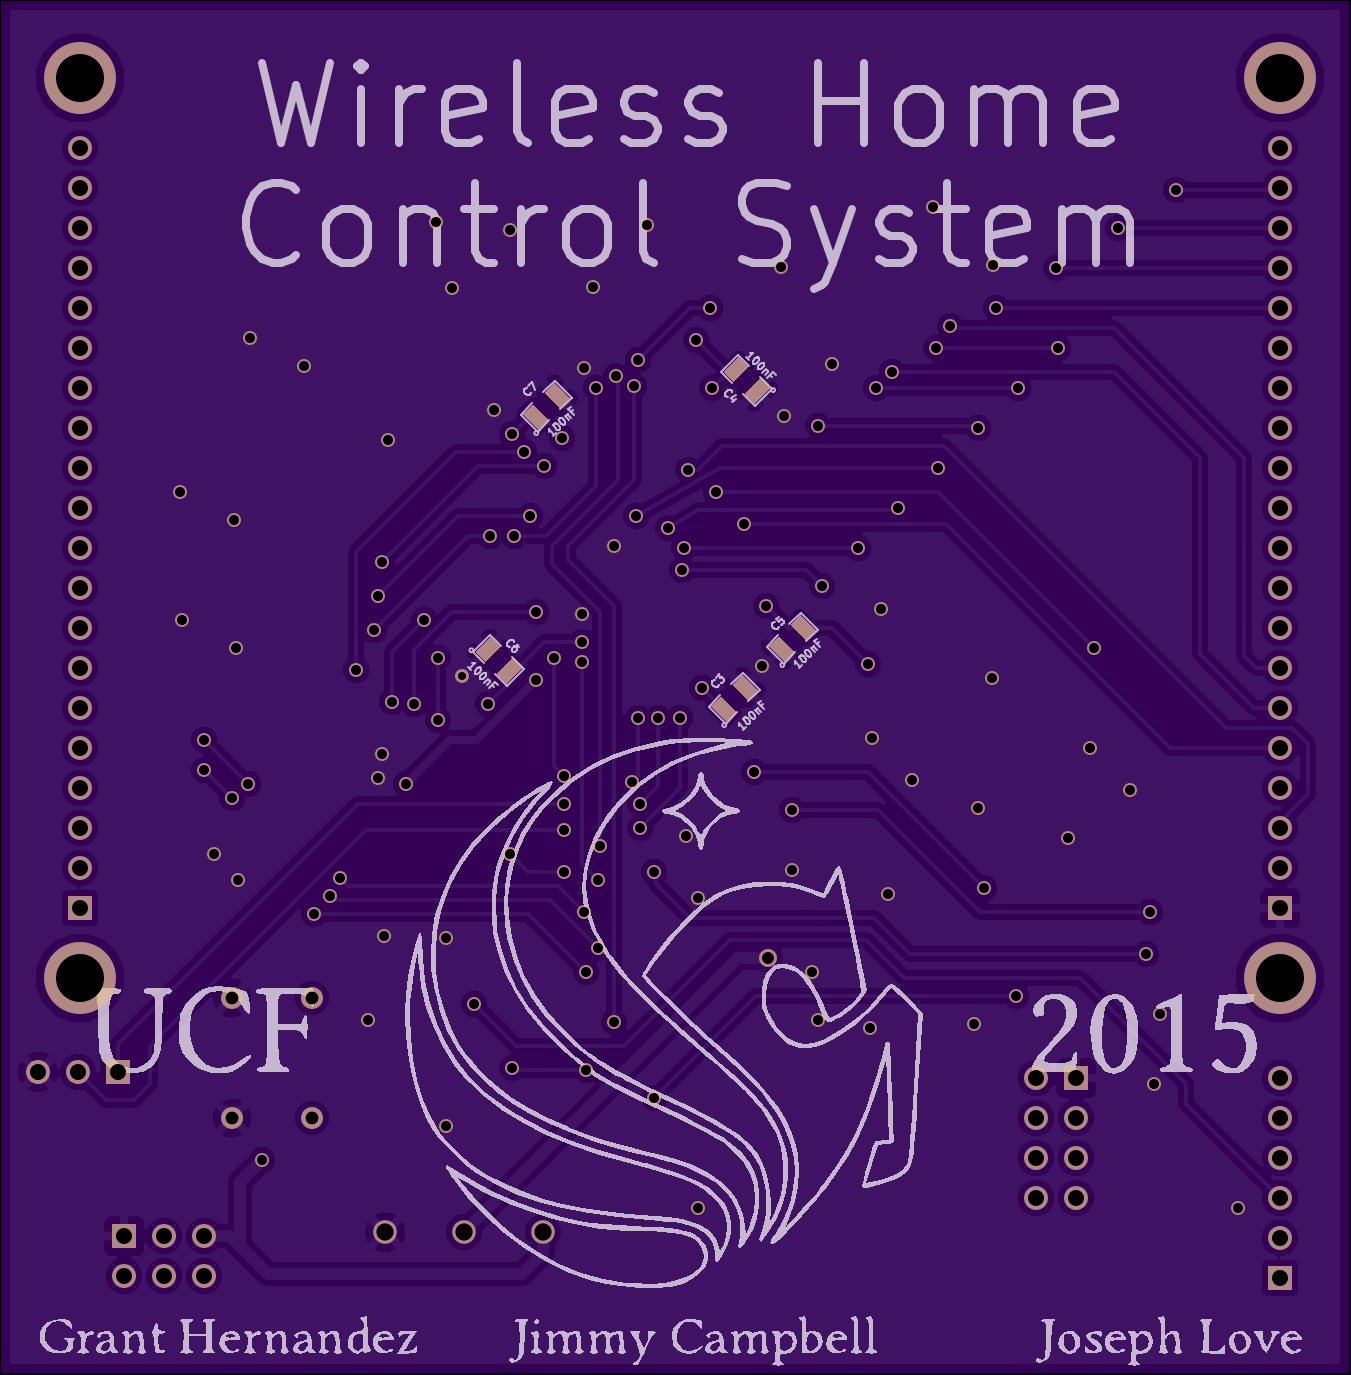 Wireless Home
Control System
100nF
C4
C7
100nF
C5
100nF
C6
100nF
C3
100nF
UCF
2015
Grant Hernandez
Jimmy Campbell
Joseph Love